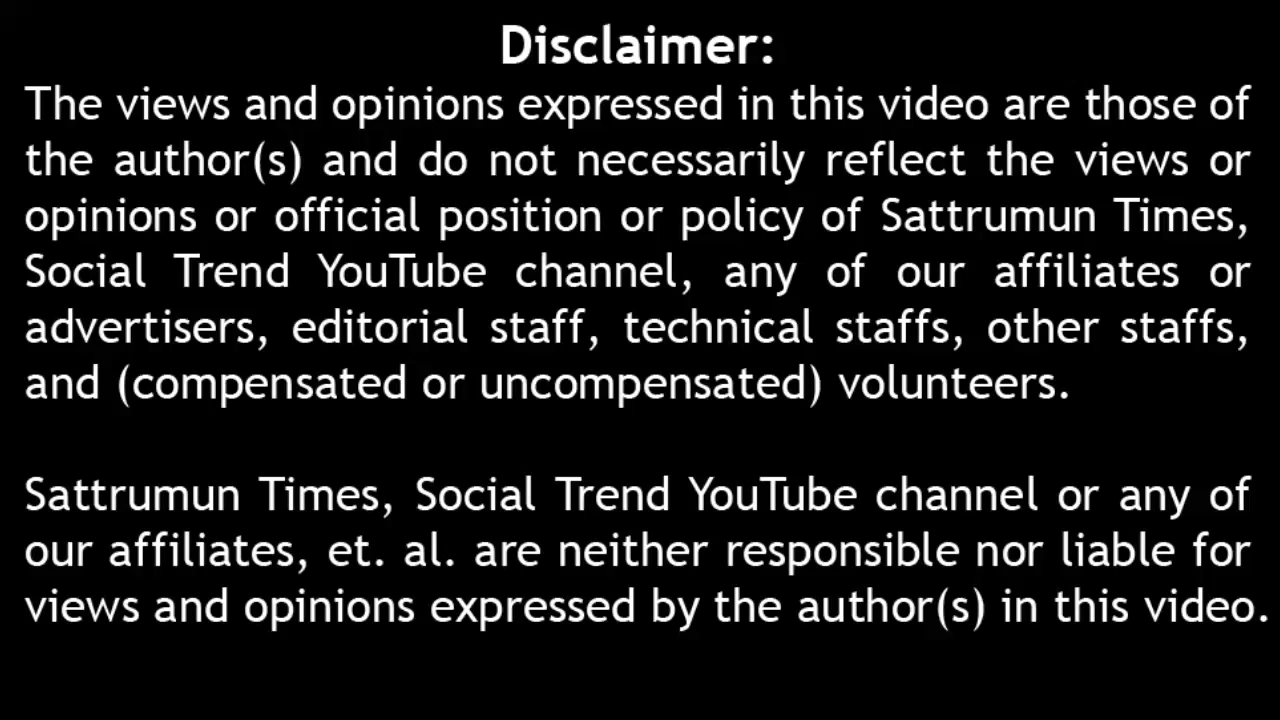 Disclaimer:
The views and opinions expressed in this video are those of
the author(s) and do not necessarily reflect the views or
opinions or official position or policy of Sattrumun Times,
Social Trend YouTube channel, any of our affiliates or
advertisers, editorial staff, technical staffs, other staffs,
and (compensated or uncompensated) volunteers.
Sattrumun Times, Social Trend YouTube channel or any of
our affiliates, et. al. are neither responsible nor liable for
views and opinions expressed by the author(s) in this video.